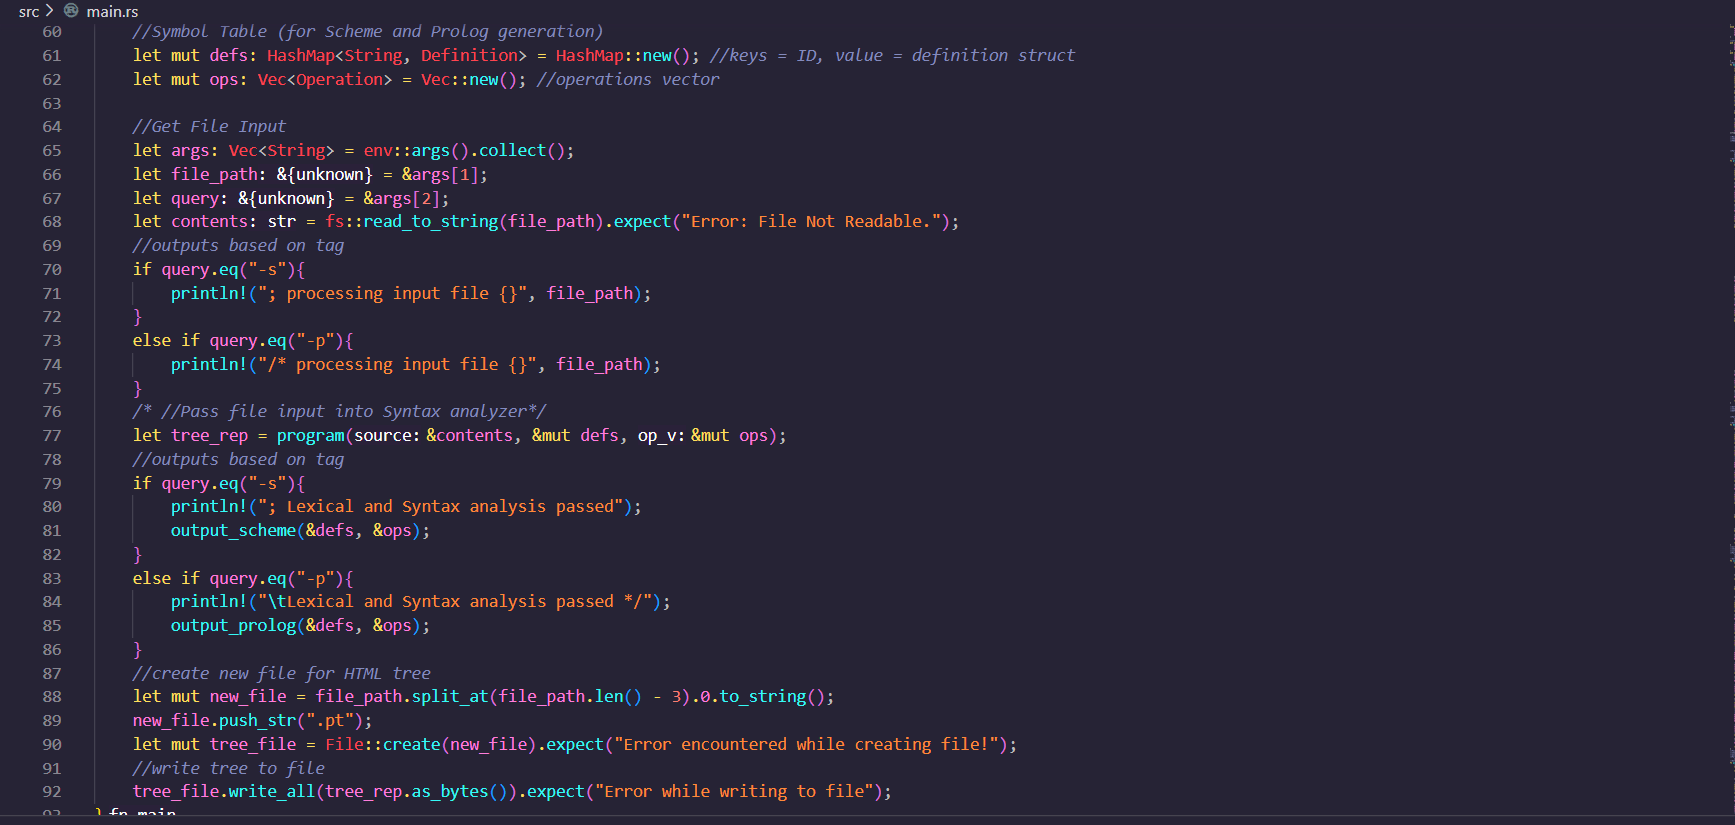 src > main.rs
60 //Symbol Table (for Scheme and Prolog generation)
61 let mut defs: HashMap<String, Definition> = HashMap::new(); //keys = ID, value = definition struct
62 let mut ops: Vec<Operation> = Vec::new(); //operations vector
63
64 //Get File Input
65 let args: Vec<String> = env::args().collect();
66 let file_path: &{unknown} = &args[1];
67 let query: &{unknown} = &args[2];
68 let contents: str = fs::read_to_string(file_path).expect("Error: File Not Readable.");
69 //outputs based on tag
70 if query.eq("-s"){
71 println!("; processing input file {}", file_path);
72 }
73 else if query.eq("-p"){
74 println!("/* processing input file {}", file_path);
75 }
76 /* //Pass file input into Syntax analyzer*/
77 let tree_rep = program(source: &contents, &mut defs, op_v: &mut ops);
78 //outputs based on tag
79 if query.eq("-s"){
80 println!("; Lexical and Syntax analysis passed");
81 output_scheme(&defs, &ops);
82 }
83 else if query.eq("-p"){
84 println!("\tLexical and Syntax analysis passed */");
85 output_prolog(&defs, &ops);
86 }
87 //create new file for HTML tree
88 let mut new_file = file_path.split_at(file_path.len() - 3).0.to_string();
89 new_file.push_str(".pt");
90 let mut tree_file = File::create(new_file).expect("Error encountered while creating file!");
91 //write tree to file
92 tree_file.write_all(tree_rep.as_bytes()).expect("Error while writing to file");
93 } fn main